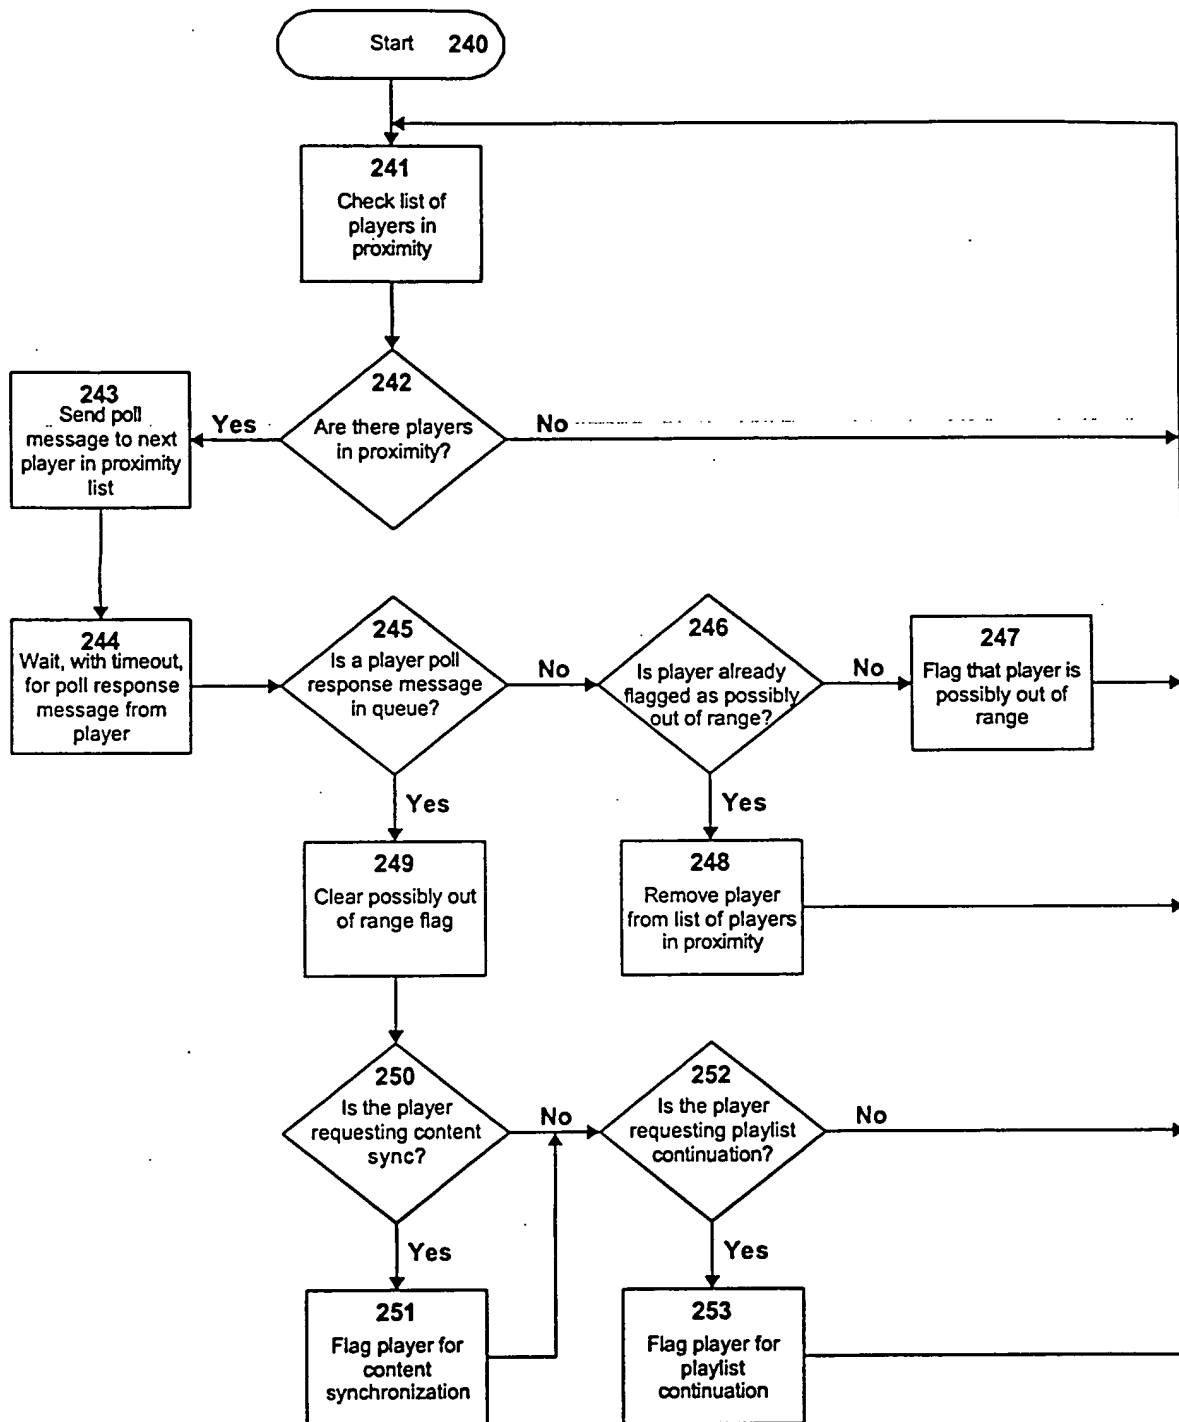 Start 240
241
Check list of
players in
proximity
242
Are there players
in proximity?
Yes
No
243
Send poll
message to next
player in proximity
list
244
Wait, with timeout,
for poll response
message from
player
245
Is a player poll
response message
in queue?
No
Yes
246
Is player already
flagged as possibly
out of range?
No
Yes
247
Flag that player is
possibly out of
range
249
Clear possibly out
of range flag
248
Remove player
from list of players
in proximity
250
Is the player
requesting content
sync?
No
Yes
252
Is the player
requesting playlist
continuation?
No
Yes
251
Flag player for
content
synchronization
253
Flag player for
playlist
continuation